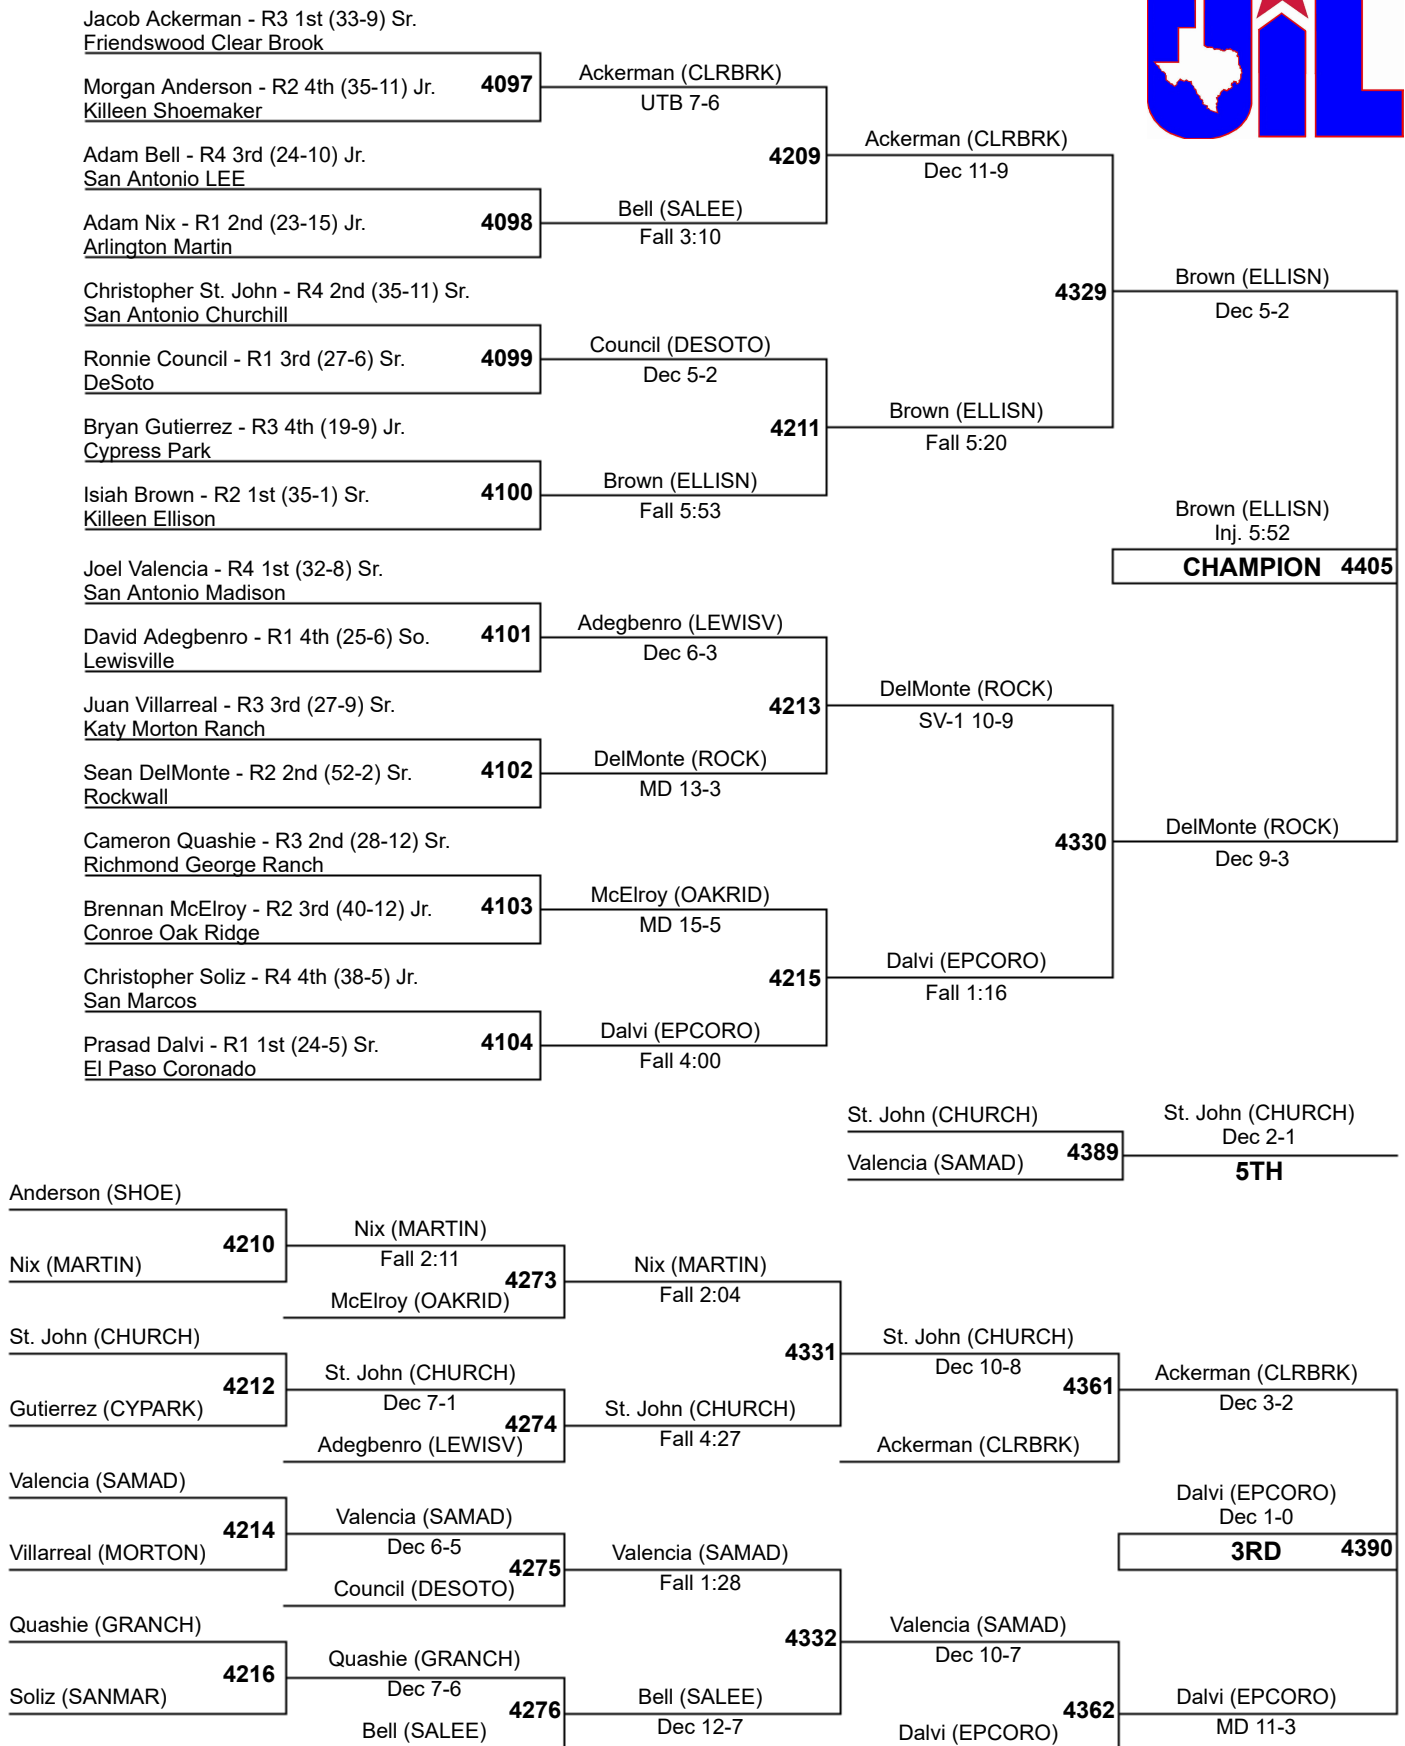 UIL
Jacob Ackerman - R3 1st (33-9) Sr.
Friendswood Clear Brook
Morgan Anderson - R2 4th (35-11) Jr.
Killeen Shoemaker
4097
Ackerman (CLRBRK)
UTB 7-6
Adam Bell - R4 3rd (24-10) Jr.
San Antonio LEE
Adam Nix - R1 2nd (23-15) Jr.
Arlington Martin
4098
Bell (SALEE)
Fall 3:10
4209
Ackerman (CLRBRK)
Dec 11-9
Christopher St. John - R4 2nd (35-11) Sr.
San Antonio Churchill
Ronnie Council - R1 3rd (27-6) Sr.
DeSoto
4099
Council (DESOTO)
Dec 5-2
Bryan Gutierrez - R3 4th (19-9) Jr.
Cypress Park
Isiah Brown - R2 1st (35-1) Sr.
Killeen Ellison
4100
Brown (ELLISN)
Fall 5:53
4211
Brown (ELLISN)
Fall 5:20
4329
Brown (ELLISN)
Dec 5-2
Brown (ELLISN)
Inj. 5:52
CHAMPION 4405
Joel Valencia - R4 1st (32-8) Sr.
San Antonio Madison
David Adegbenro - R1 4th (25-6) So.
Lewisville
4101
Adegbenro (LEWISV)
Dec 6-3
Juan Villarreal - R3 3rd (27-9) Sr.
Katy Morton Ranch
Sean DelMonte - R2 2nd (52-2) Sr.
Rockwall
4102
DelMonte (ROCK)
MD 13-3
4213
DelMonte (ROCK)
SV-1 10-9
Cameron Quashie - R3 2nd (28-12) Sr.
Richmond George Ranch
Brennan McElroy - R2 3rd (40-12) Jr.
Conroe Oak Ridge
4103
McElroy (OAKRID)
MD 15-5
Christopher Soliz - R4 4th (38-5) Jr.
San Marcos
Prasad Dalvi - R1 1st (24-5) Sr.
El Paso Coronado
4104
Dalvi (EPCORO)
Fall 4:00
4215
Dalvi (EPCORO)
Fall 1:16
4330
DelMonte (ROCK)
Dec 9-3
St. John (CHURCH)
Valencia (SAMAD)
4389
St. John (CHURCH)
Dec 2-1
5TH
Anderson (SHOE)
Nix (MARTIN)
4210
Nix (MARTIN)
Fall 2:11
McElroy (OAKRID)
4273
Nix (MARTIN)
Fall 2:04
St. John (CHURCH)
Gutierrez (CYPARK)
4212
St. John (CHURCH)
Dec 7-1
Adegbenro (LEWISV)
4274
St. John (CHURCH)
Fall 4:27
4331
St. John (CHURCH)
Dec 10-8
Ackerman (CLRBRK)
4361
Ackerman (CLRBRK)
Dec 3-2
Valencia (SAMAD)
Villarreal (MORTON)
4214
Valencia (SAMAD)
Dec 6-5
Council (DESOTO)
4275
Valencia (SAMAD)
Fall 1:28
Dalvi (EPCORO)
Dec 1-0
3RD 4390
Quashie (GRANCH)
Soliz (SANMAR)
4216
Quashie (GRANCH)
Dec 7-6
Bell (SALEE)
4276
Bell (SALEE)
Dec 12-7
4332
Valencia (SAMAD)
Dec 10-7
Dalvi (EPCORO)
4362
Dalvi (EPCORO)
MD 11-3